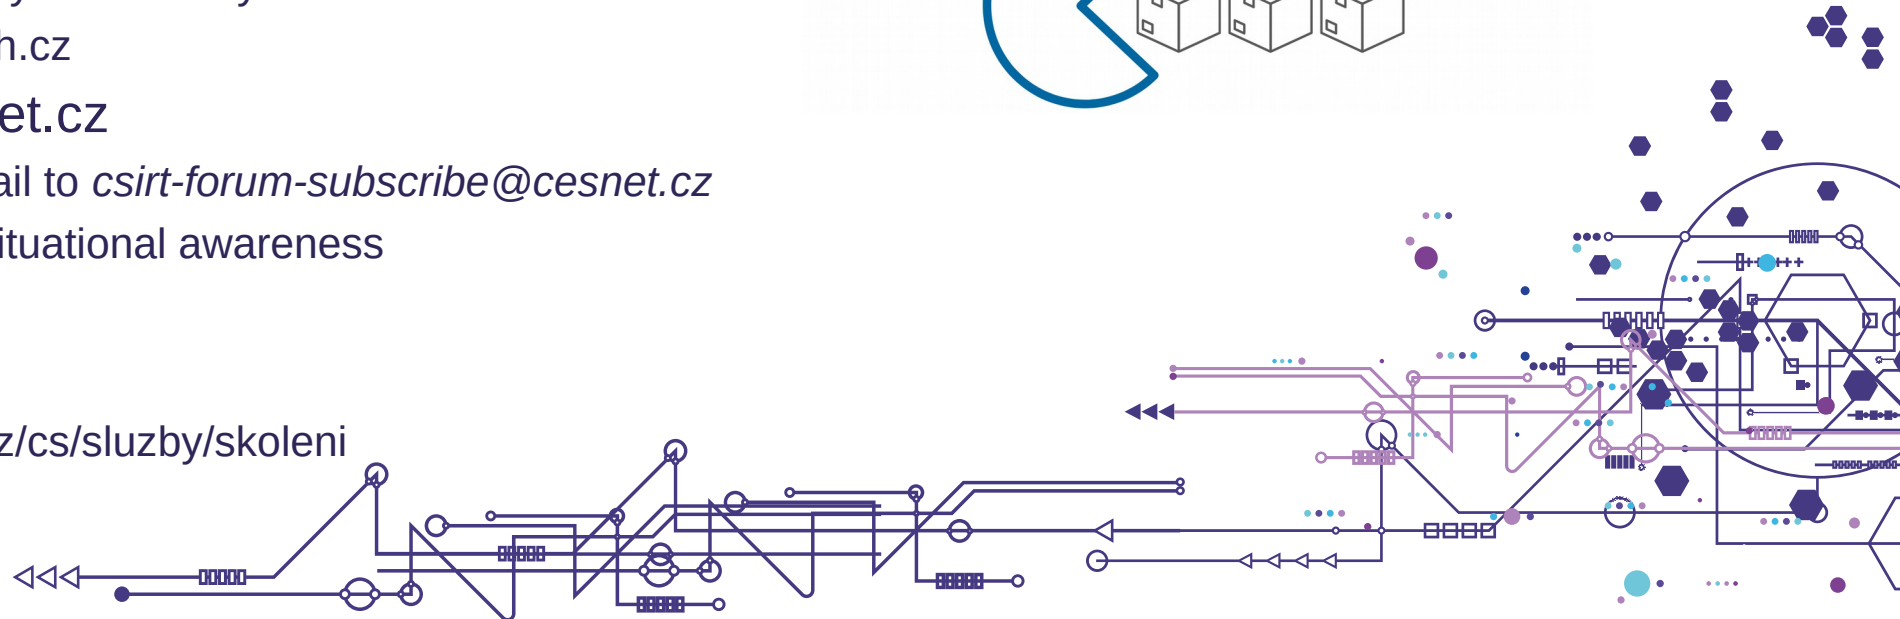 h.cz
et.cz
ail to csirt-forum-subscribe@cesnet.cz
ituational awareness
z/cs/sluzby/skoleni